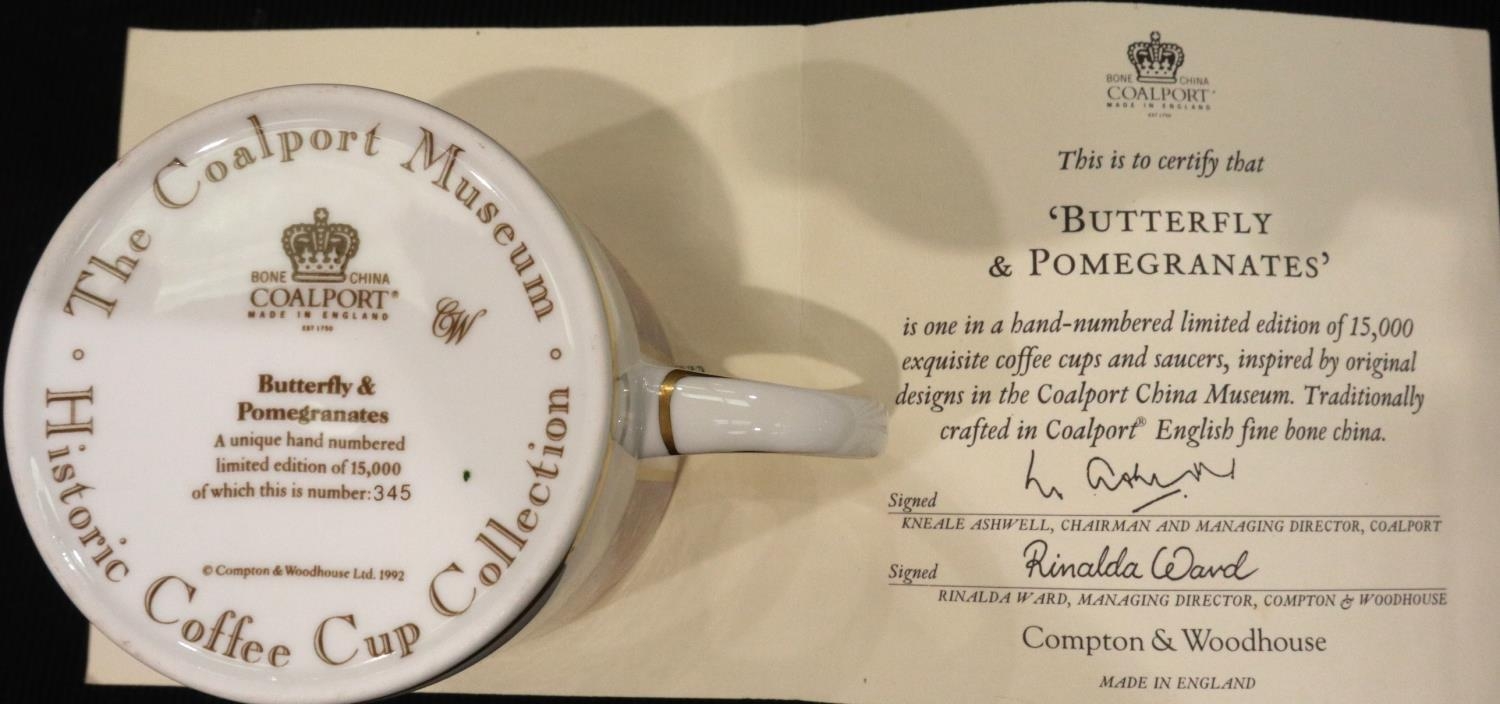 The Coalport Museum
Historic Coffee Cup Collection
BONE CHINA
COALPORT®
MADE IN ENGLAND
EST 1750
CW
Butterfly &
Pomegranates
A unique hand numbered
limited edition of 15,000
of which this is number: 345
© Compton & Woodhouse Ltd. 1992
BONE CHINA
COALPORT®
MADE IN ENGLAND
EST 1750
This is to certify that
‘BUTTERFLY
& POMEGRANATES’
is one in a hand-numbered limited edition of 15,000
exquisite coffee cups and saucers, inspired by original
designs in the Coalport China Museum. Traditionally
crafted in Coalport® English fine bone china.
Signed
KNEALE ASHWELL, CHAIRMAN AND MANAGING DIRECTOR, COALPORT
Signed Rinalda Ward
RINALDA WARD, MANAGING DIRECTOR, COMPTON & WOODHOUSE
Compton & Woodhouse
MADE IN ENGLAND